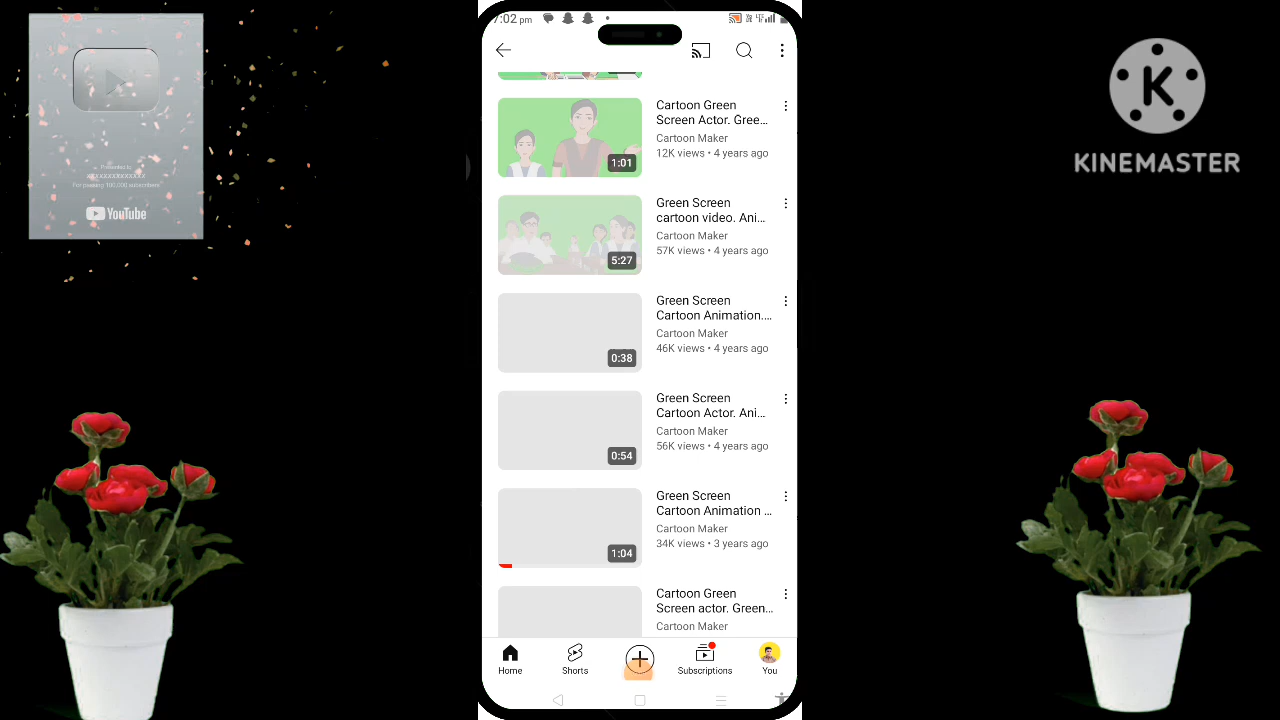 7:02 pm
Presented to
XXXXXXXXXXXXX
For passing 100,000 subscribers
YouTube
K
KINEMASTER
1:01
Cartoon Green
Screen Actor. Gree...
Cartoon Maker
12K views • 4 years ago
5:27
Green Screen
cartoon video. Ani...
Cartoon Maker
57K views • 4 years ago
0:38
Green Screen
Cartoon Animation....
Cartoon Maker
46K views • 4 years ago
0:54
Green Screen
Cartoon Actor. Ani...
Cartoon Maker
56K views • 4 years ago
1:04
Green Screen
Cartoon Animation ...
Cartoon Maker
34K views • 3 years ago
Cartoon Green
Screen actor. Green...
Cartoon Maker
Home
Shorts
Subscriptions
You